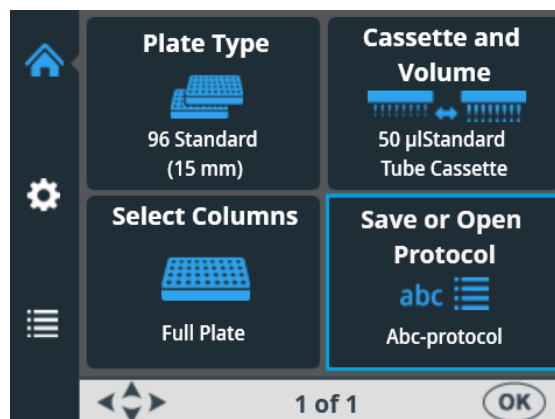 Plate Type
96 Standard
(15 mm)
Cassette and
Volume
50 µlStandard
Tube Cassette
Select Columns
Full Plate
Save or Open
Protocol
abc
Abc-protocol
1 of 1
OK